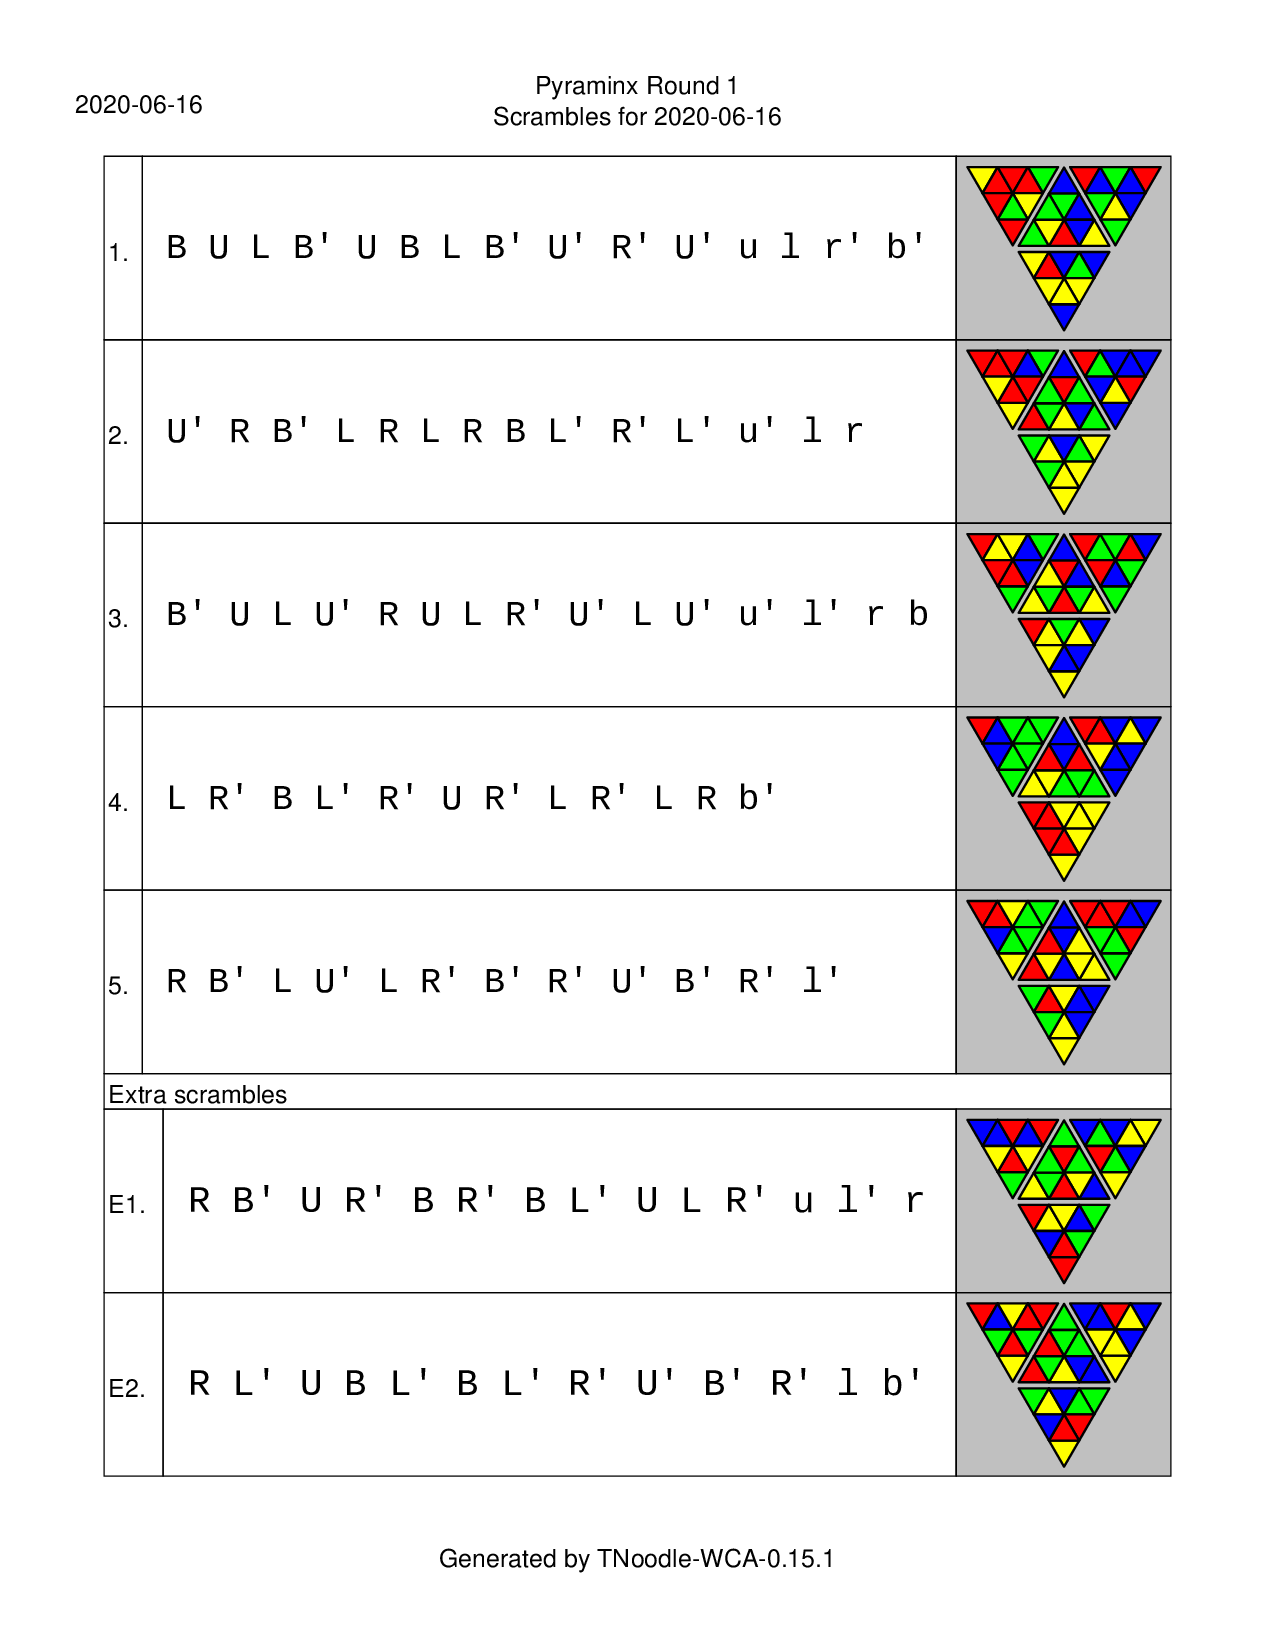 2020-06-16
Pyraminx Round 1
Scrambles for 2020-06-16
1. B U L B' U B L B' U' R' U' u l r' b'
2. U' R B' L R L R B L' R' L' u' l r
3. B' U L U' R U L R' U' L U' u' l' r b
4. L R' B L' R' U R' L R' L R b'
5. R B' L U' L R' B' R' U' B' R' l'
Extra scrambles
E1. R B' U R' B R' B L' U L R' u l' r
E2. R L' U B L' B L' R' U' B' R' l b'
Generated by TNoodle-WCA-0.15.1